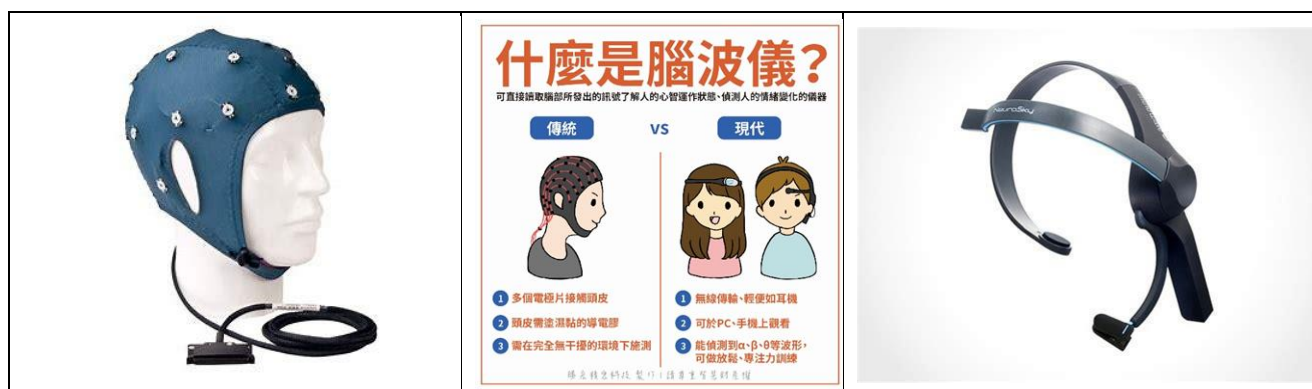 什麼是腦波儀？
可直接讀取腦部所發出的訊號了解人的心智運作狀態、偵測人的情緒變化的儀器
傳統
VS
現代
1 多個電極片接觸頭皮
2 頭皮需塗濕黏的導電膠
3 需在完全無干擾的環境下施測
1 無線傳輸、輕便如耳機
2 可於PC、手機上觀看
3 能偵測到α、β、θ等波形，
可做放鬆、專注力訓練
NeuroSky